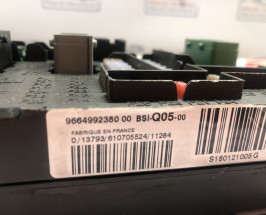 9664992380 00 BSI-Q05-00
FABRIQUE EN FRANCE
0/13793/610705524/11284
S180121005G